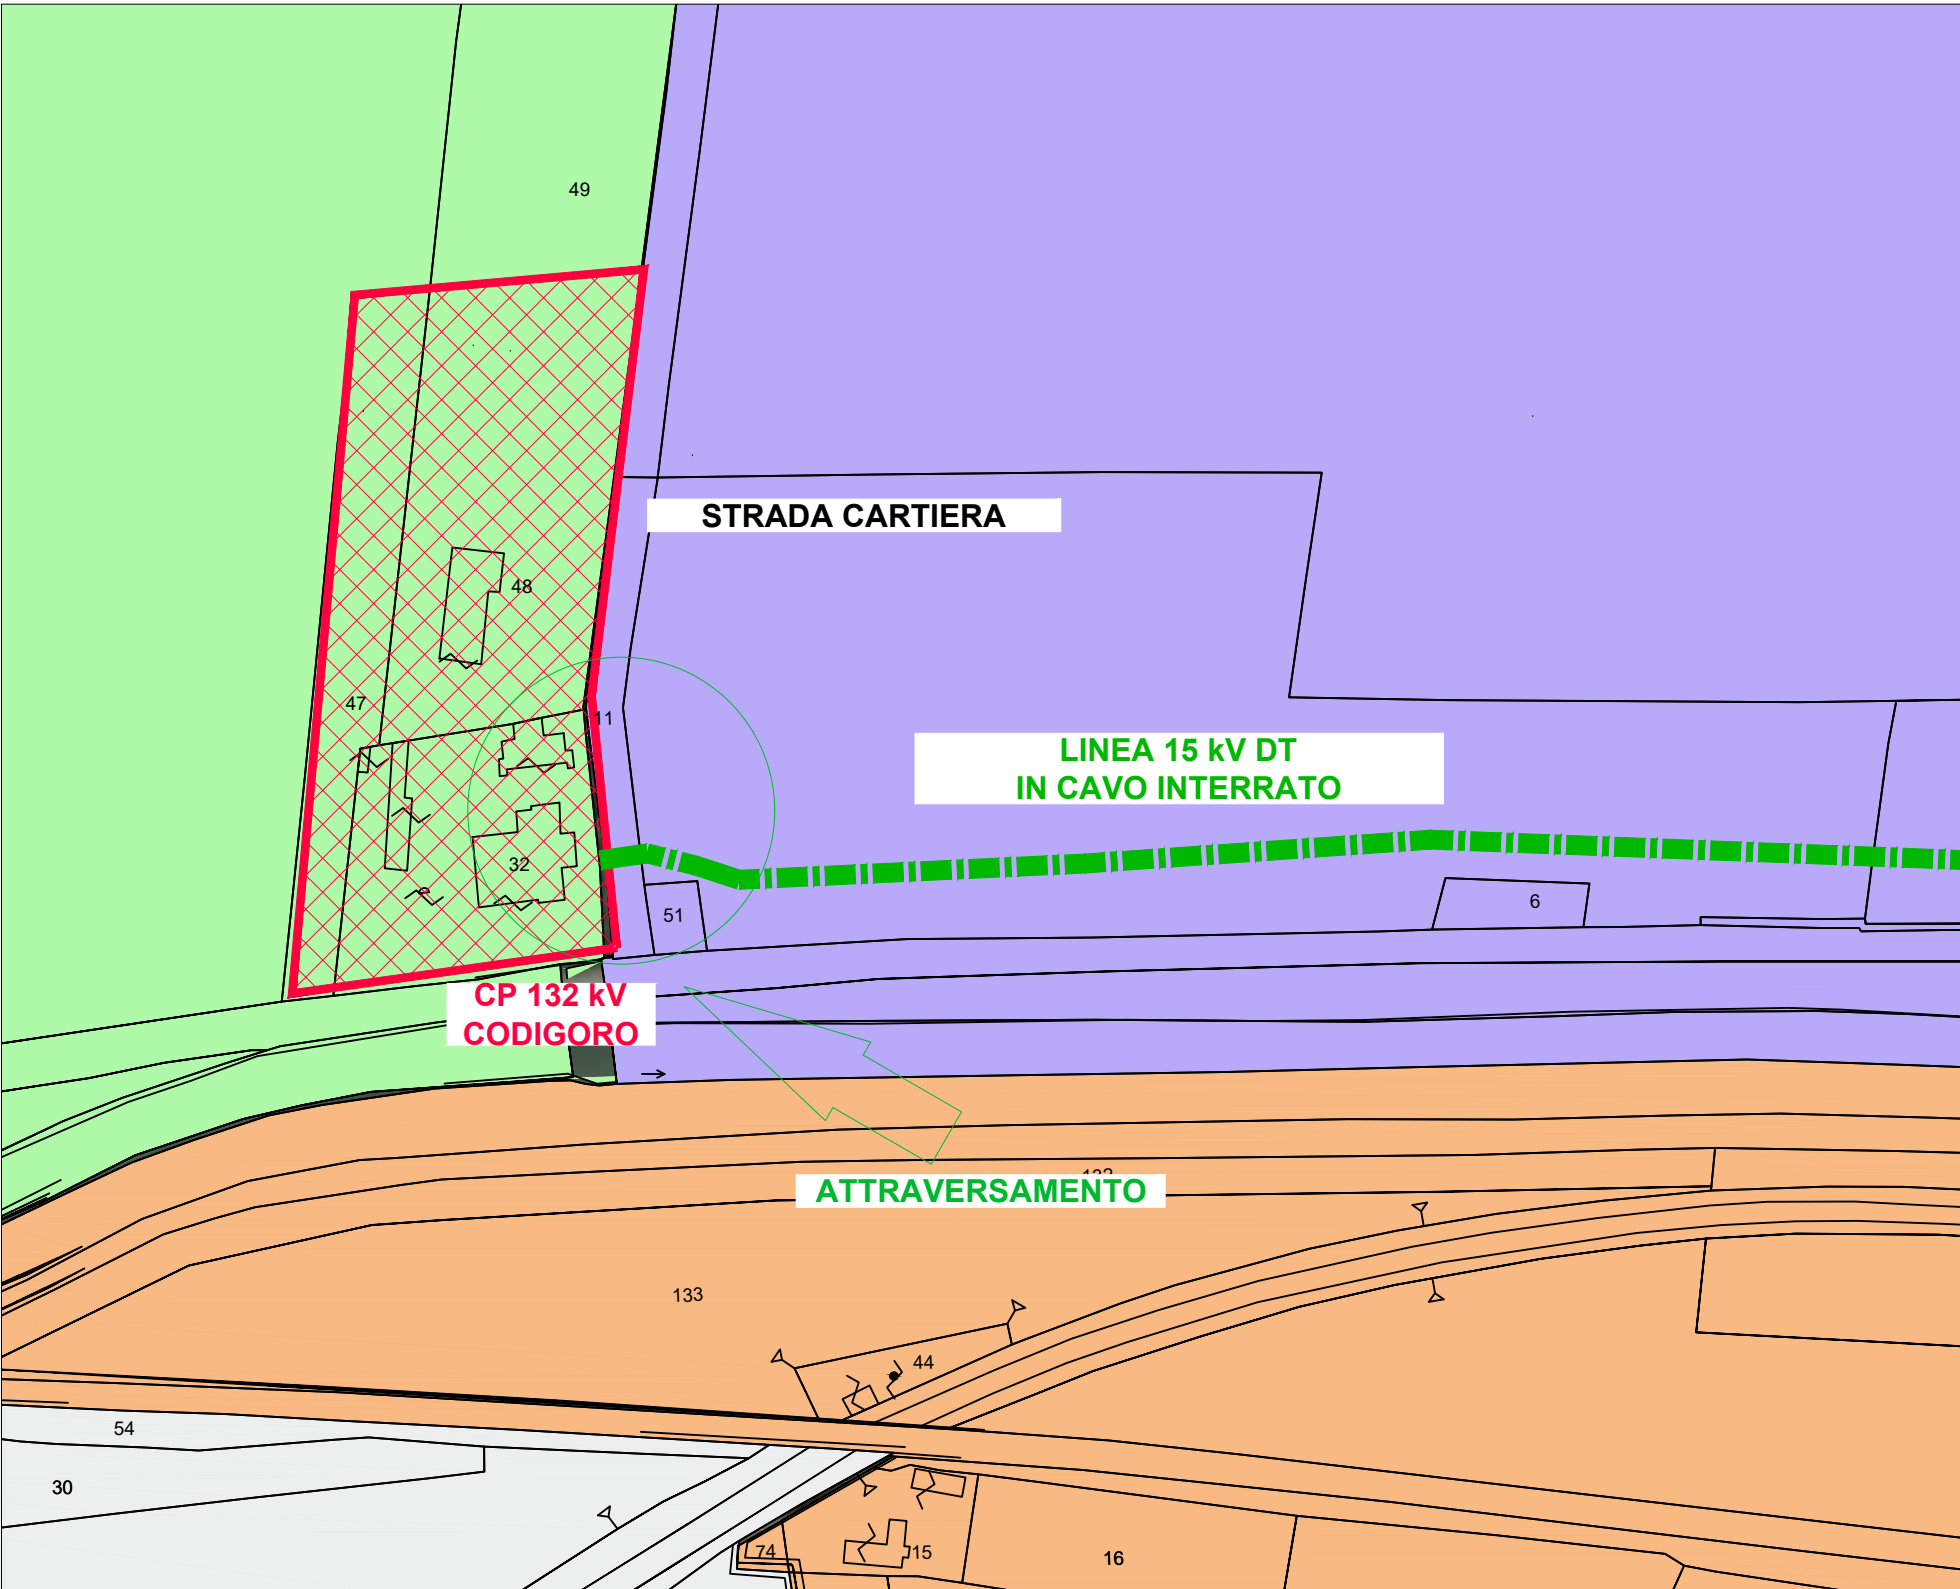 49
STRADA CARTIERA
48
47
11
LINEA 15 kV DT
IN CAVO INTERRATO
32
51
6
CP 132 kV
CODIGORO
ATTRAVERSAMENTO
133
44
54
30
74
15
16